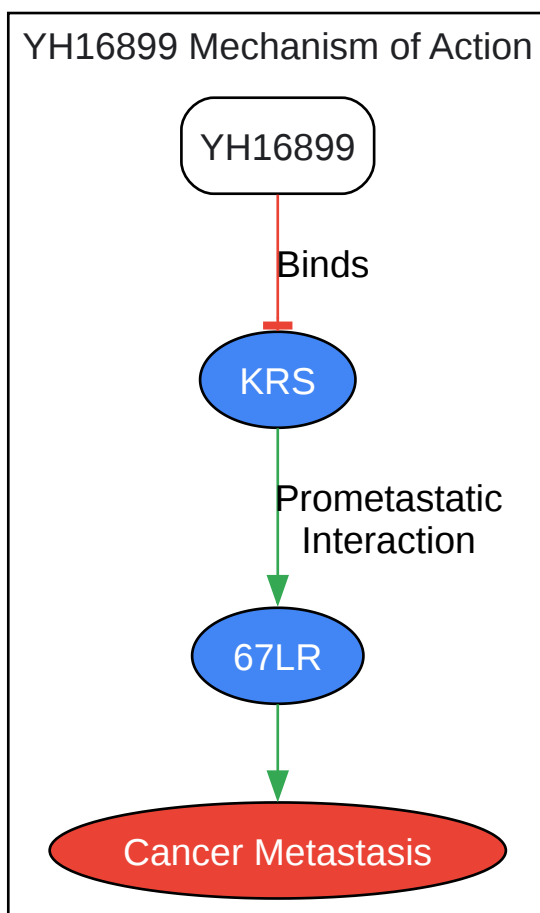 YH16899 Mechanism of Action
YH16899
Binds
KRS
Prometastatic
Interaction
67LR
Cancer Metastasis